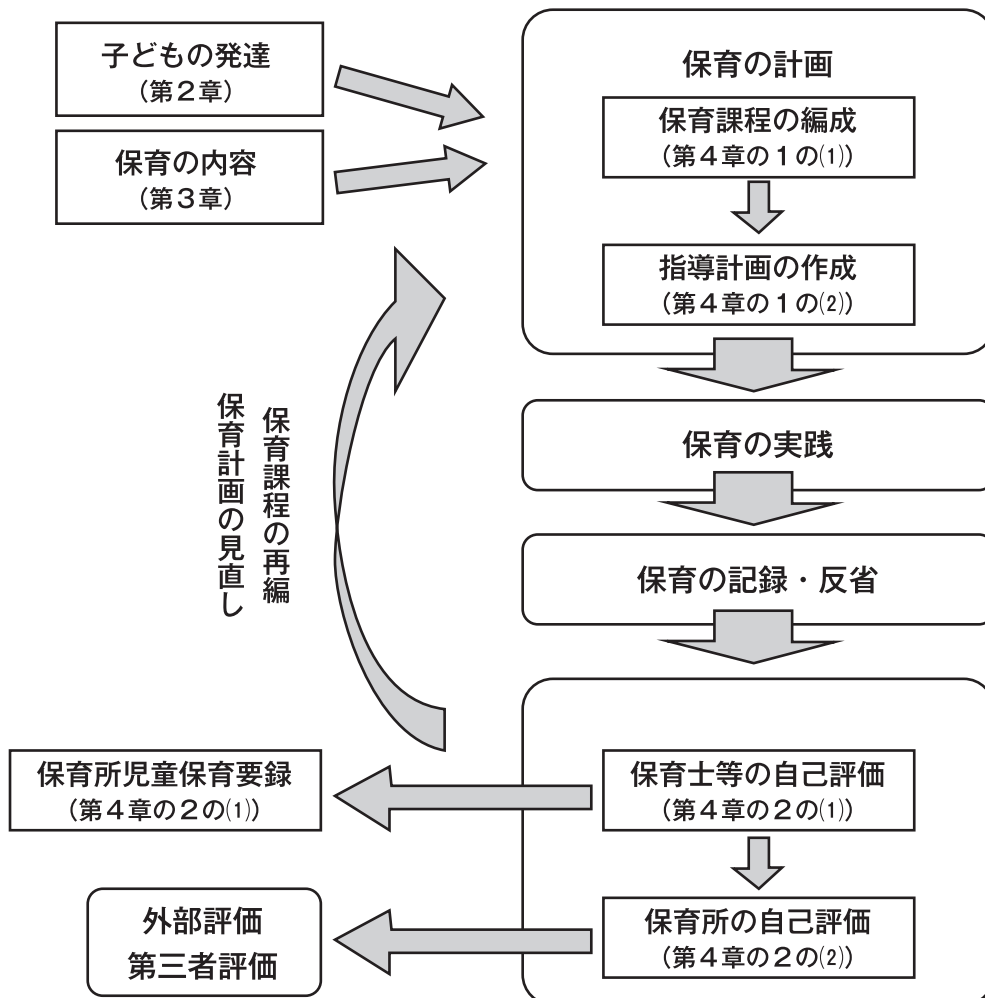 子どもの発達
(第2章)
保育の内容
(第3章)
保育の計画
保育課程の編成
(第4章の1の⑴)
指導計画の作成
(第4章の1の⑵)
保育の実践
保育の記録・反省
保育課程の再編
保育計画の見直し
保育士等の自己評価
(第4章の2の⑴)
保育所児童保育要録
(第4章の2の⑴)
保育所の自己評価
(第4章の2の⑵)
外部評価
第三者評価